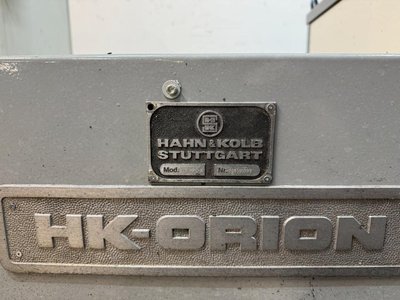 HAHN & KOLB
STUTTGART
Mod.
Nr.
HK-ORION